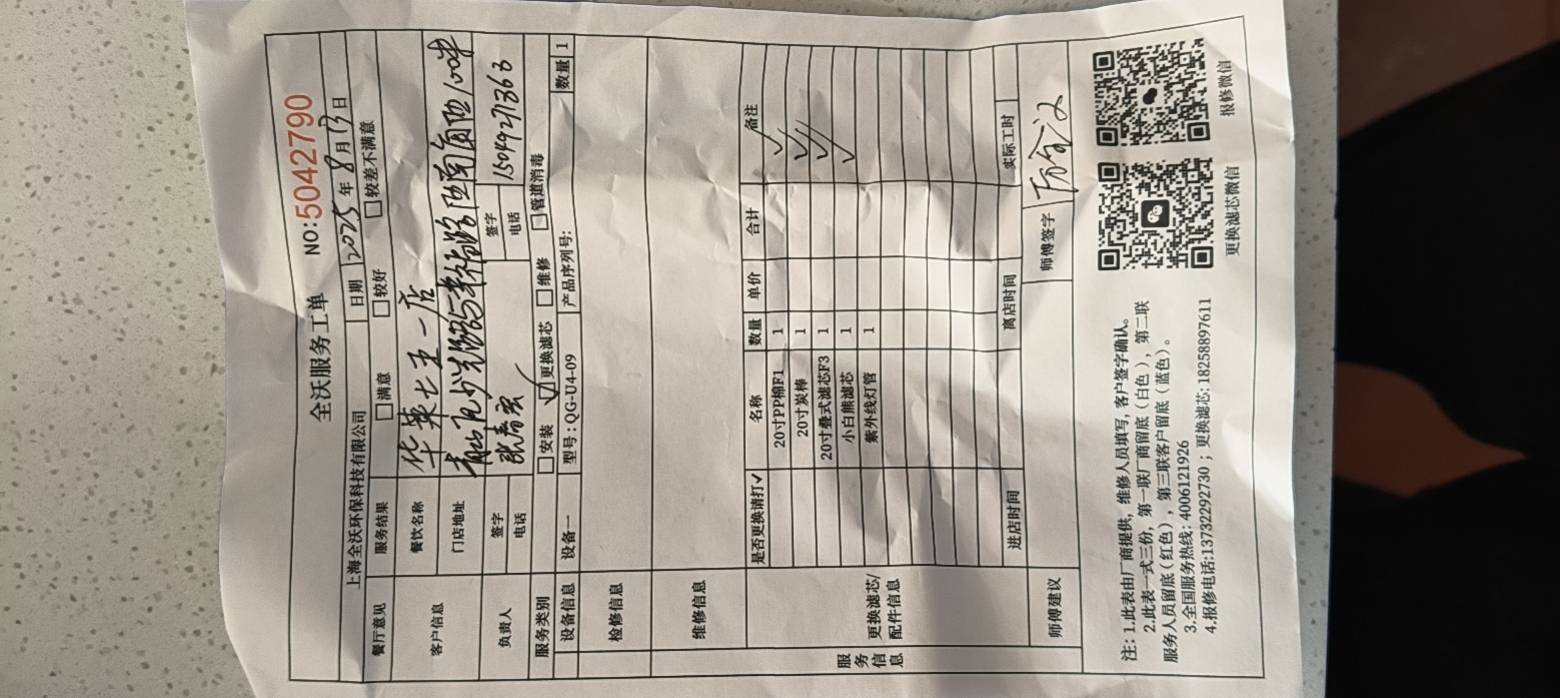 全沃服务工单
NO:5042790
上海全沃环保科技有限公司 日期 2025年8月13日
餐厅意见 服务结果 满意 较好 较差不满意
客户信息 餐饮名称 华莱士王一店
门店地址
负责人 签字 签字
电话 电话 15049271363
服务类别 安装 ✓更换滤芯 维修 管道消毒
设备信息 设备一 型号:QG-U4-09 产品序列号: 数量 1
检修信息
维修信息
服务信息
更换滤芯/配件信息
是否更换请打✓ 名称 数量 单价 合计 备注
20寸PP棉F1 1 ✓
20寸炭棒 1 ✓✓
20寸叠式滤芯F3 1 ✓
小白熊滤芯 1 ✓
紫外线灯管 1
进店时间 离店时间 实际工时
师傅建议 师傅签字
注:1.此表由厂商提供,维修人员填写,客户签字确认。
2.此表一式三份,第一联厂商留底(白色),第二联
服务人员留底(红色),第三联客户留底(蓝色)。
3.全国服务热线:4006121926
4.报修电话:13732292730;更换滤芯:18258897611
更换滤芯微信 报修微信